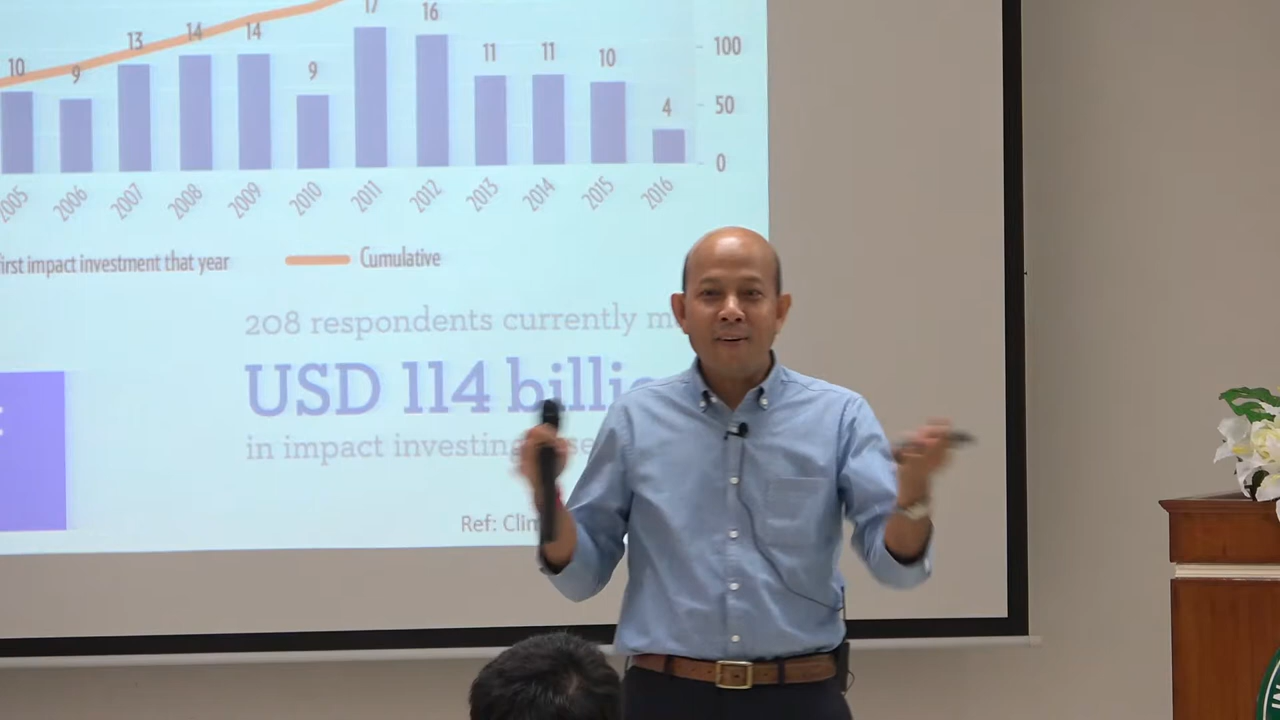 17
16
14
14
13
11
11
10
10
9
9
4
100
50
0
2005 2006 2007 2008 2009 2010 2011 2012 2013 2014 2015 2016
impact investment that year
Cumulative
208 respondents currently
USD 114
in impact
Ref: